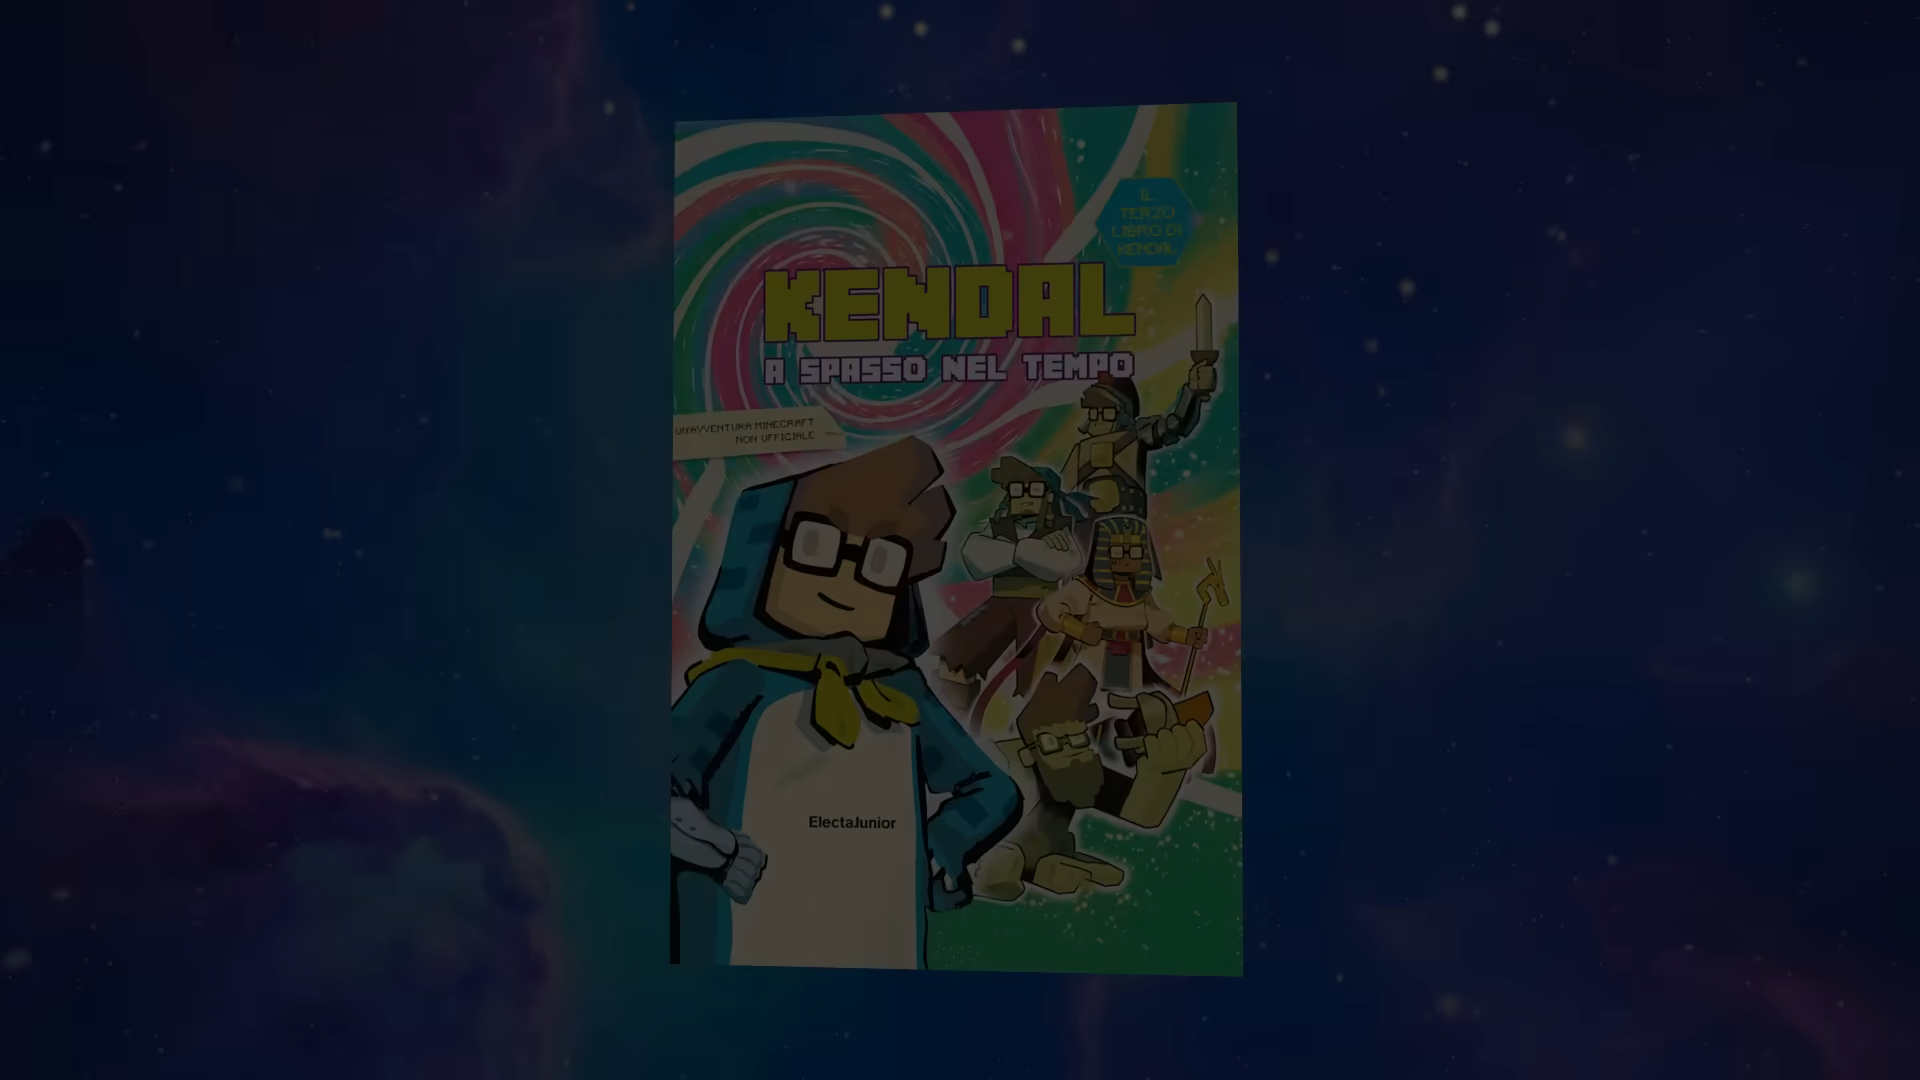 IL
TERZO
LIBRO DI
KENDAL
KENDAL
A SPASSO NEL TEMPO
UN'AVVENTURA MINECRAFT
NON UFFICIALE
ElectaJunior